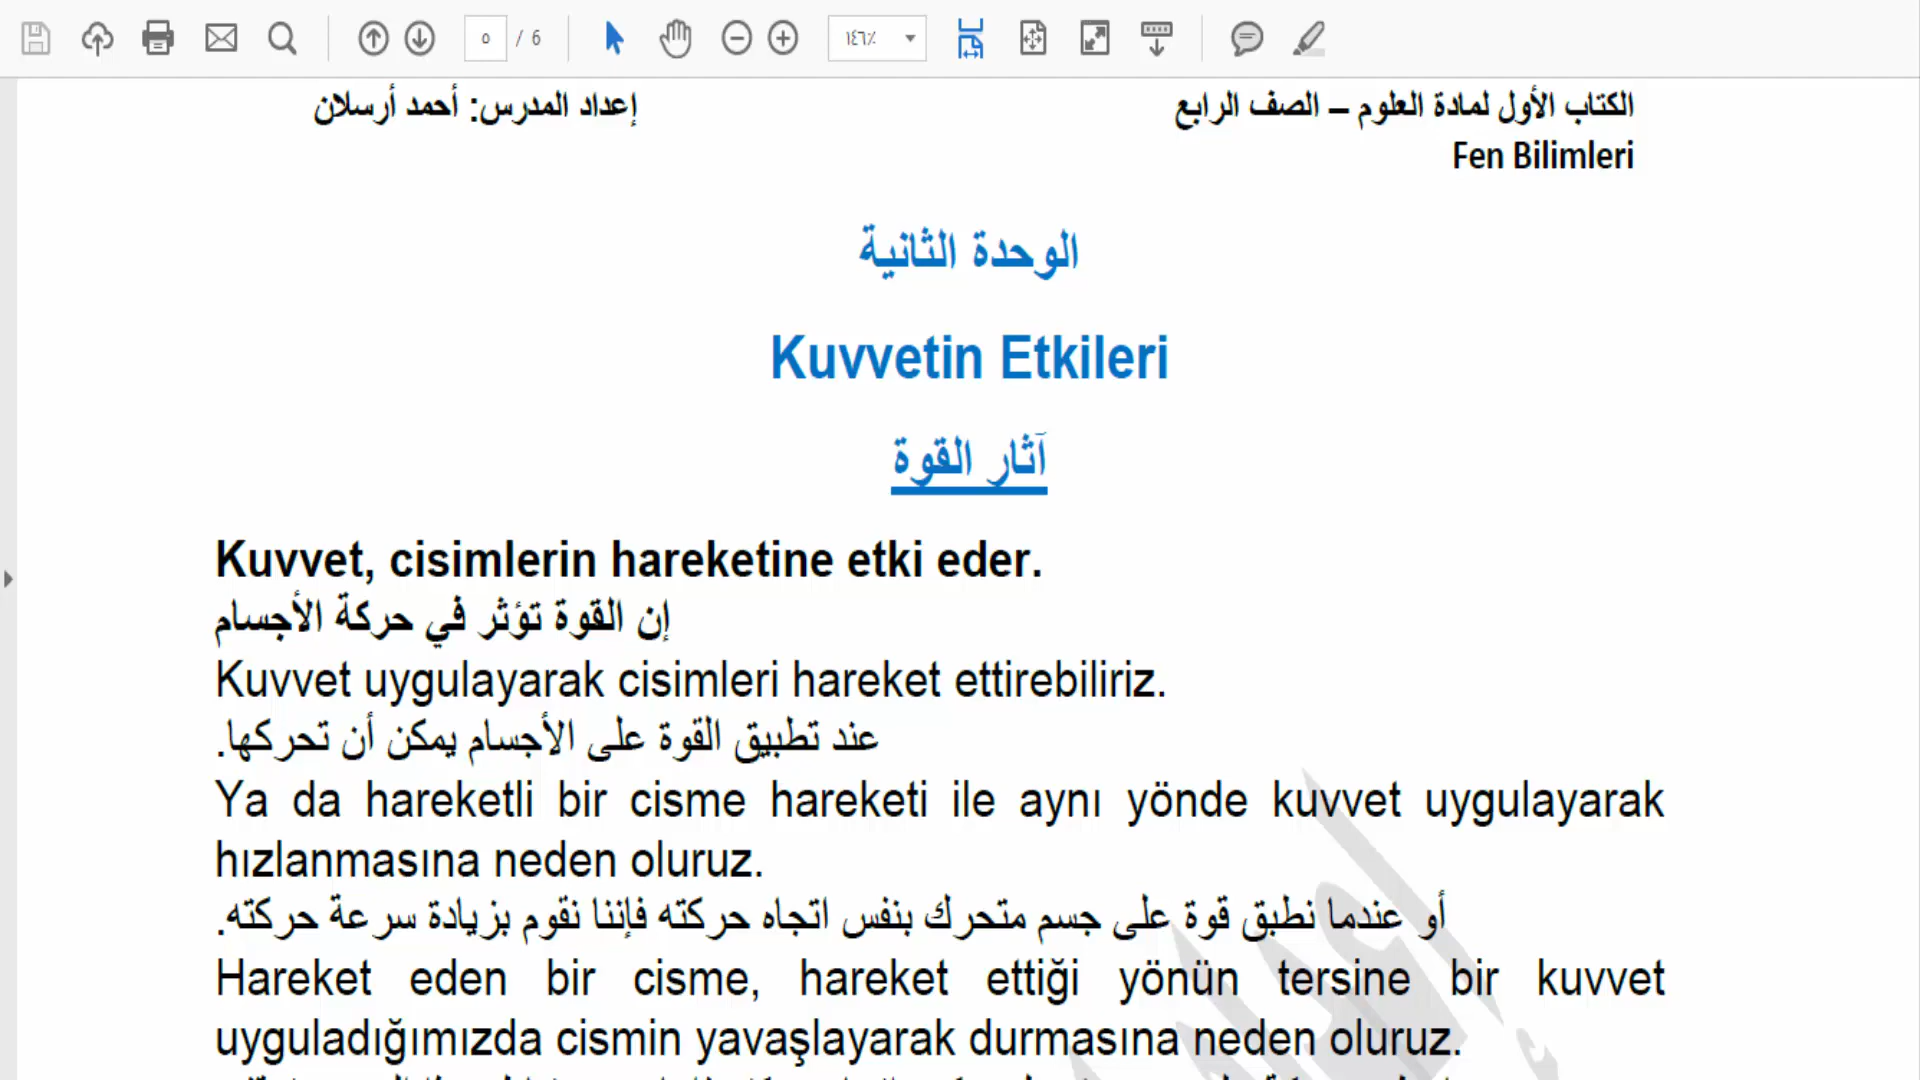 ٥ / 6
١٤٦٪
الكتاب الأول لمادة العلوم – الصف الرابع
إعداد المدرس: أحمد أرسلان
Fen Bilimleri
الوحدة الثانية
Kuvvetin Etkileri
آثار القوة
Kuvvet, cisimlerin hareketine etki eder.
إن القوة تؤثر في حركة الأجسام
Kuvvet uygulayarak cisimleri hareket ettirebiliriz.
عند تطبيق القوة على الأجسام يمكن أن تحركها.
Ya da hareketli bir cisme hareketi ile aynı yönde kuvvet uygulayarak
hızlanmasına neden oluruz.
أو عندما نطبق قوة على جسم متحرك بنفس اتجاه حركته فإننا نقوم بزيادة سرعة حركته.
Hareket eden bir cisme, hareket ettiği yönün tersine bir kuvvet
uyguladığımızda cismin yavaşlayarak durmasına neden oluruz.